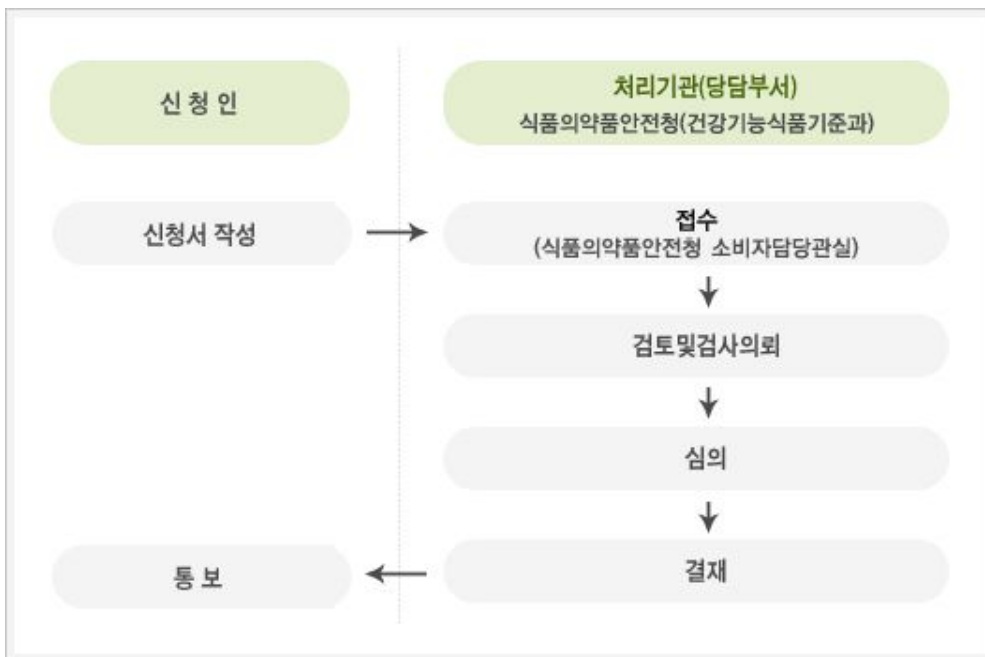 신 청 인
처리기관(담당부서)
식품의약품안전청(건강기능식품기준과)
신청서 작성
접수
(식품의약품안전청 소비자담당관실)
검토및검사의뢰
심의
결재
통 보